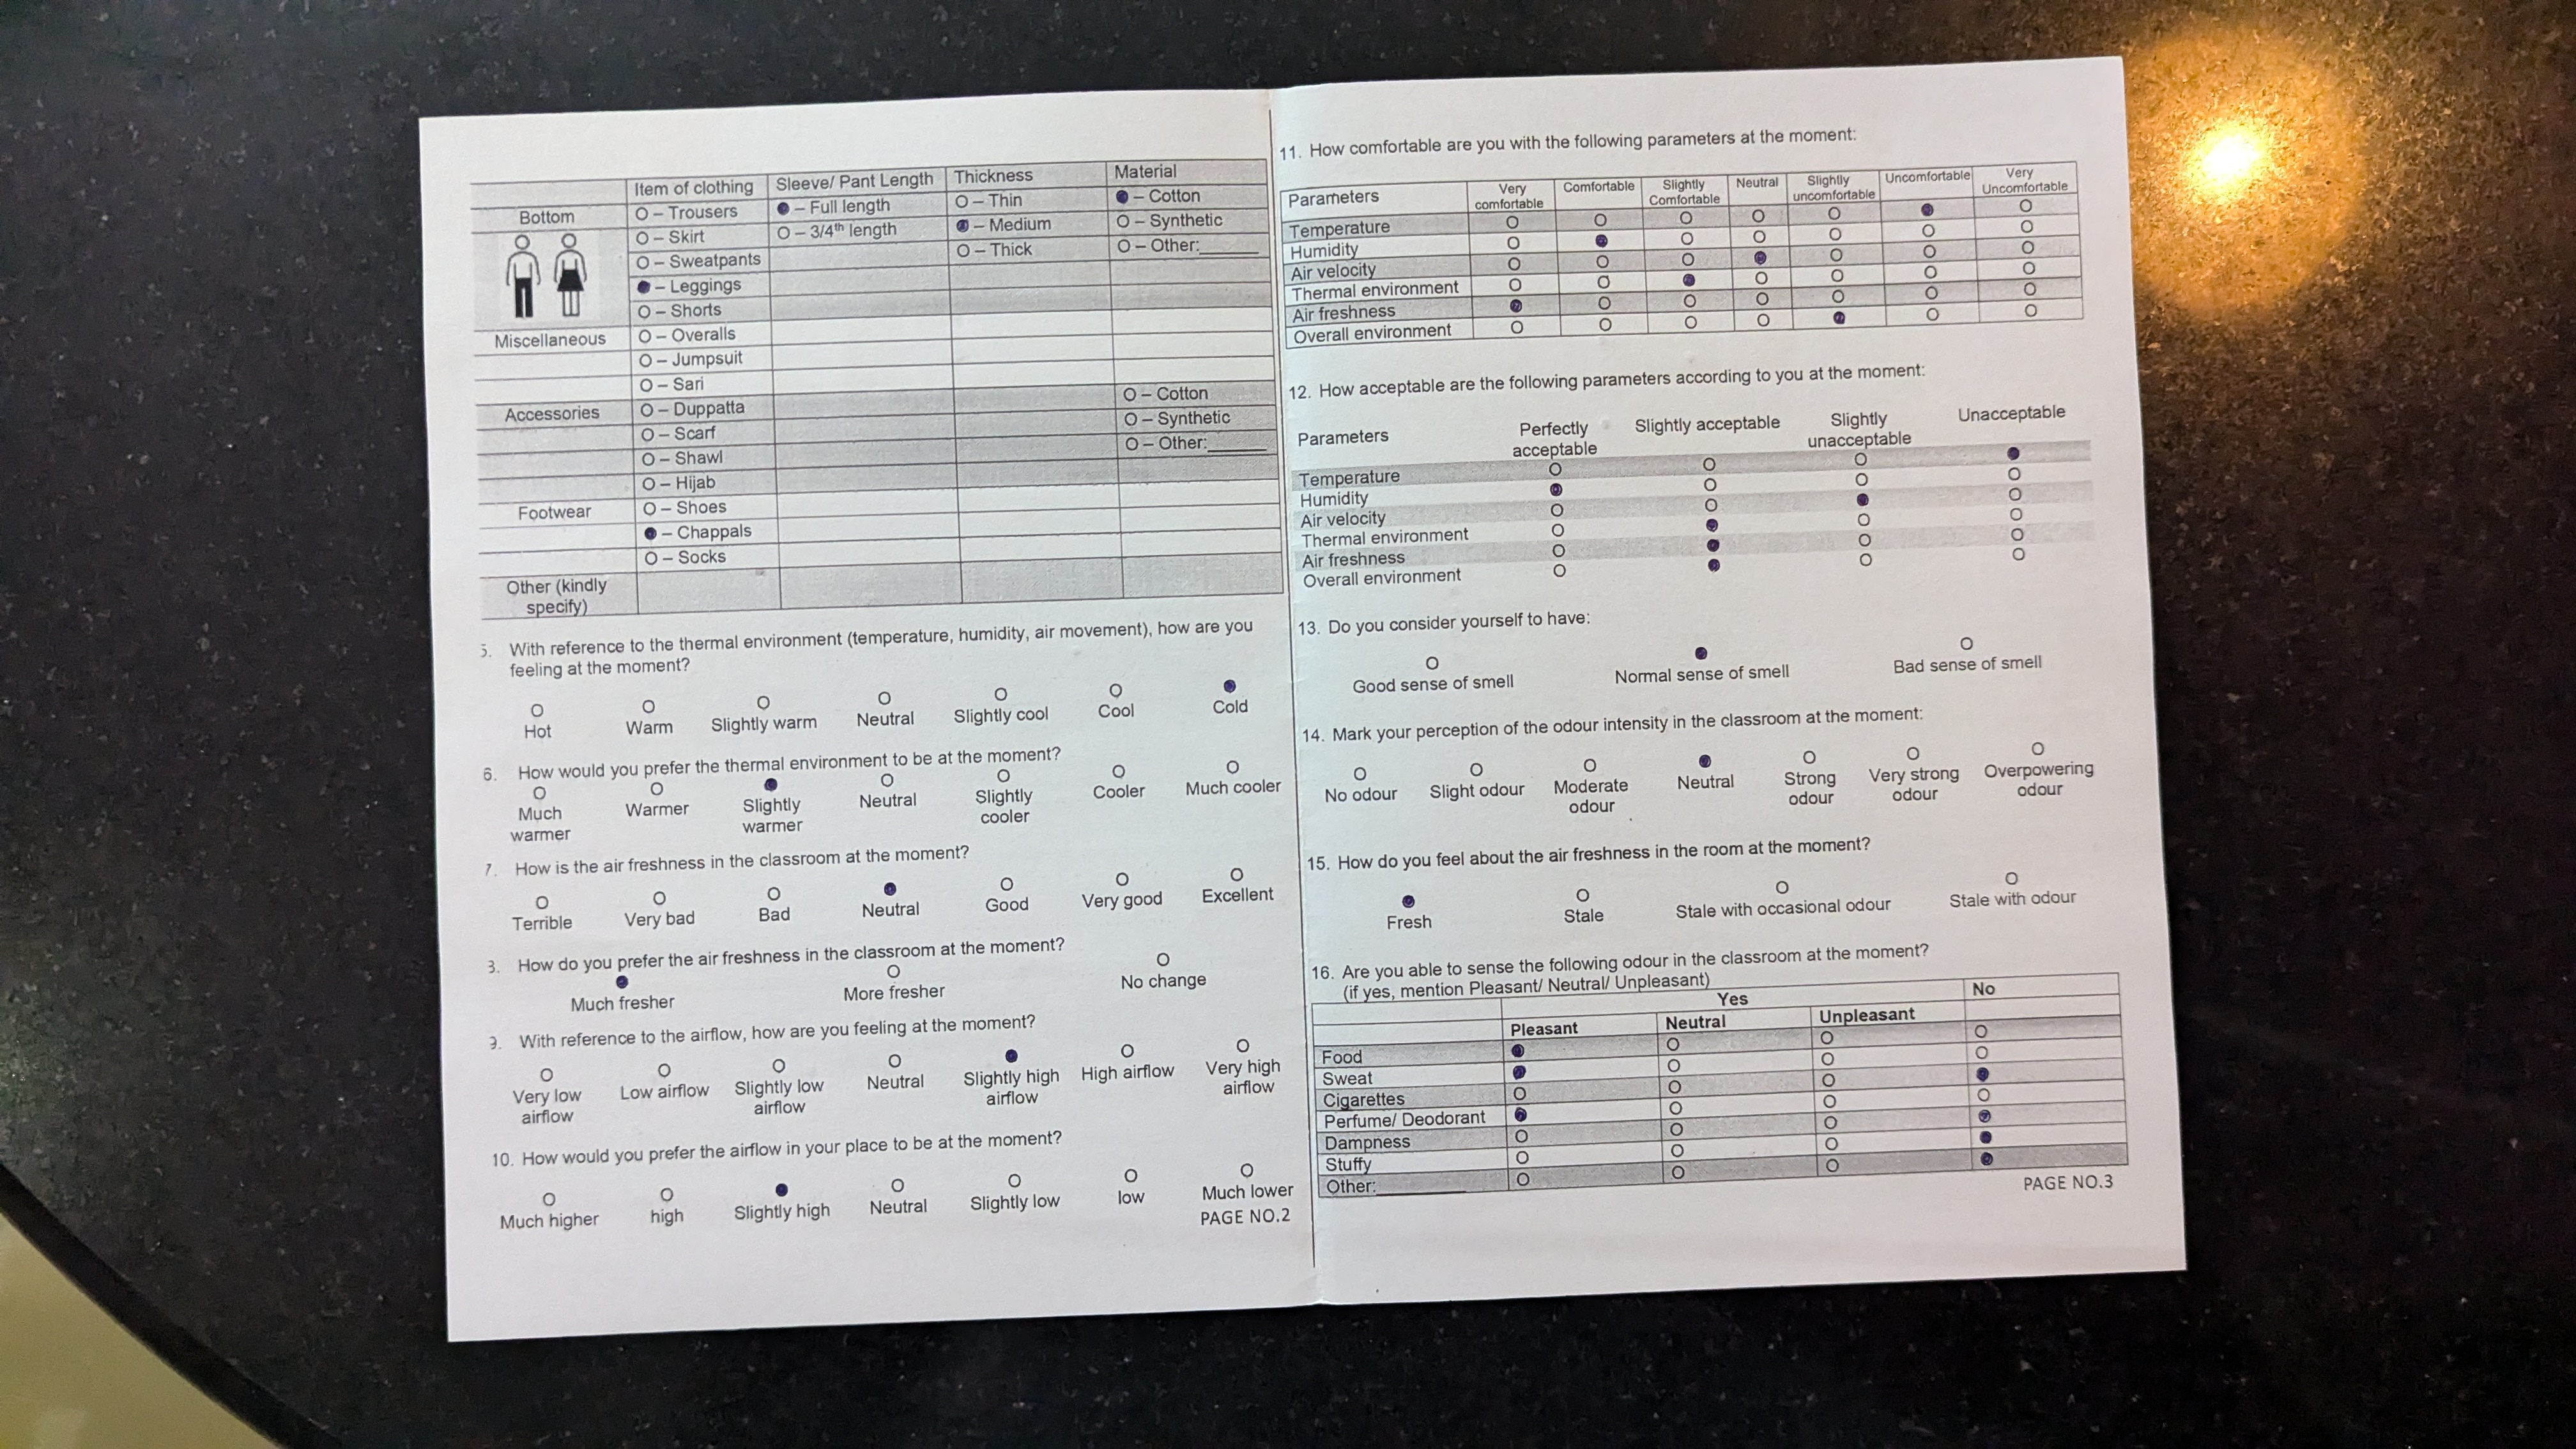 Item of clothing Sleeve/ Pant Length Thickness Material
Bottom O – Trousers ● – Full length O – Thin ● – Cotton
O – Skirt O – 3/4th length ● – Medium O – Synthetic
O – Sweatpants O – Thick O – Other:______
● – Leggings
O – Shorts
Miscellaneous O – Overalls
O – Jumpsuit
O – Sari
Accessories O – Duppatta O – Cotton
O – Scarf O – Synthetic
O – Shawl O – Other:______
O – Hijab
Footwear O – Shoes
● – Chappals
O – Socks
Other (kindly
specify)
5. With reference to the thermal environment (temperature, humidity, air movement), how are you
feeling at the moment?
O O O O O O ●
Hot Warm Slightly warm Neutral Slightly cool Cool Cold
6. How would you prefer the thermal environment to be at the moment?
O O ● O O O O
Much Warmer Slightly Neutral Slightly Cooler Much cooler
warmer warmer cooler
7. How is the air freshness in the classroom at the moment?
O O O ● O O O
Terrible Very bad Bad Neutral Good Very good Excellent
3. How do you prefer the air freshness in the classroom at the moment?
● O O
Much fresher More fresher No change
9. With reference to the airflow, how are you feeling at the moment?
O O O O ● O O
Very low Low airflow Slightly low Neutral Slightly high High airflow Very high
airflow airflow airflow airflow
10. How would you prefer the airflow in your place to be at the moment?
O O ● O O O O
Much higher high Slightly high Neutral Slightly low low Much lower
PAGE NO.2
11. How comfortable are you with the following parameters at the moment:
Parameters Very Comfortable Slightly Neutral Slightly Uncomfortable Very
comfortable Comfortable uncomfortable Uncomfortable
Temperature O O O O O ● O
Humidity O ● O O O O O
Air velocity O O O ● O O O
Thermal environment O O ● O O O O
Air freshness ● O O O O O O
Overall environment O O O O ● O O
12. How acceptable are the following parameters according to you at the moment:
Parameters Perfectly Slightly acceptable Slightly Unacceptable
acceptable unacceptable
Temperature O O O ●
Humidity ● O O O
Air velocity O O ● O
Thermal environment O ● O O
Air freshness O ● O O
Overall environment O ● O O
13. Do you consider yourself to have:
O ● O
Good sense of smell Normal sense of smell Bad sense of smell
14. Mark your perception of the odour intensity in the classroom at the moment:
O O O ● O O O
No odour Slight odour Moderate Neutral Strong Very strong Overpowering
odour odour odour odour
15. How do you feel about the air freshness in the room at the moment?
● O O O
Fresh Stale Stale with occasional odour Stale with odour
16. Are you able to sense the following odour in the classroom at the moment?
(if yes, mention Pleasant/ Neutral/ Unpleasant)
Yes No
Pleasant Neutral Unpleasant
Food ● O O O
Sweat ● O O O
Cigarettes O O O ●
Perfume/ Deodorant ● O O O
Dampness O O O ●
Stuffy O O O ●
Other:__________ O O O ●
PAGE NO.3